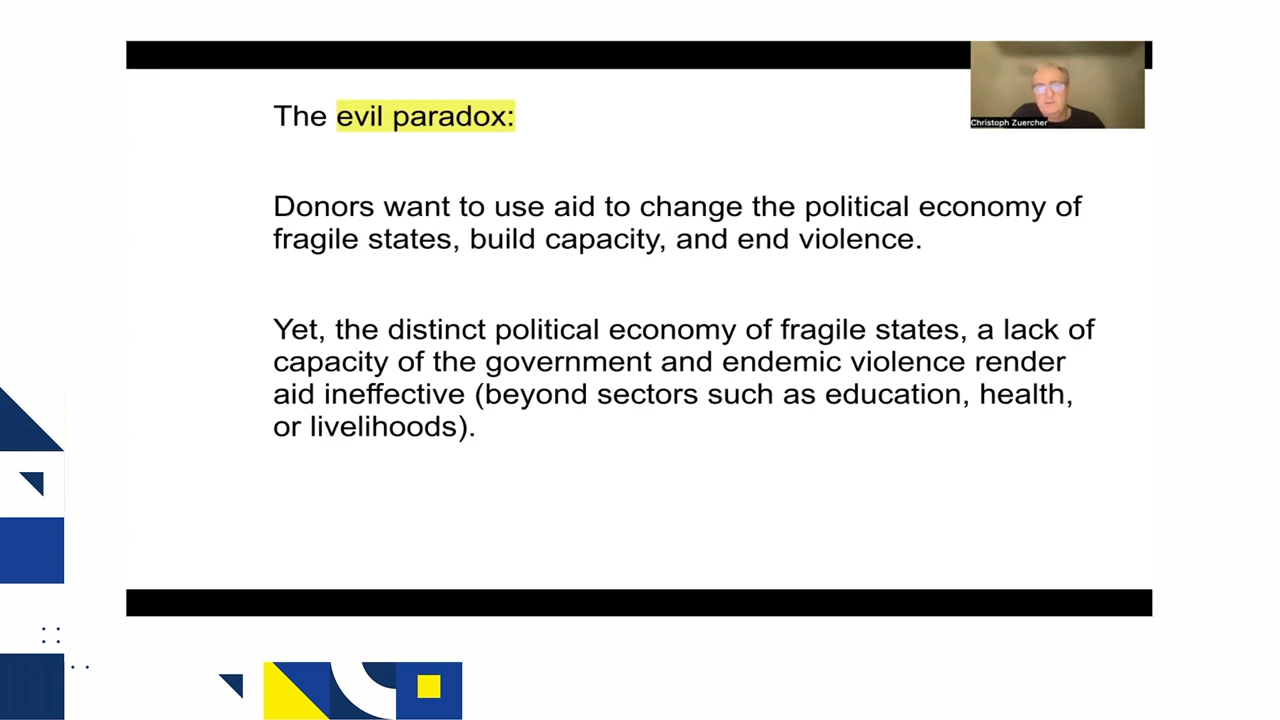 The evil paradox:
Christoph Zuercher
Donors want to use aid to change the political economy of
fragile states, build capacity, and end violence.
Yet, the distinct political economy of fragile states, a lack of
capacity of the government and endemic violence render
aid ineffective (beyond sectors such as education, health,
or livelihoods).